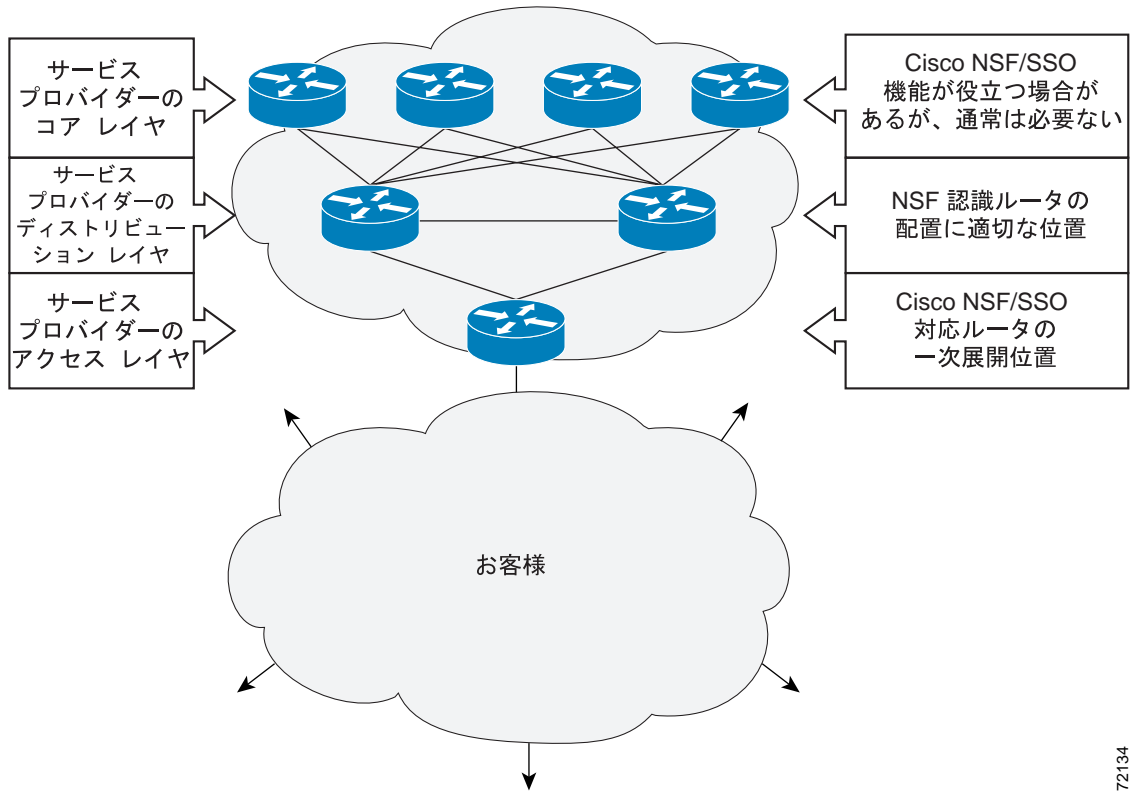 サービス
プロバイダーの
コア レイヤ
Cisco NSF/SSO
機能が役立つ場合が
あるが、通常は必要ない
サービス
プロバイダーの
ディストリビュー
ション レイヤ
NSF 認識ルータの
配置に適切な位置
サービス
プロバイダーの
アクセス レイヤ
Cisco NSF/SSO
対応ルータの
一次展開位置
お客様
72134